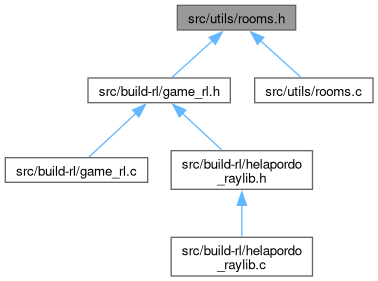 src/utils/rooms.h
src/build-rl/game_rl.h
src/utils/rooms.c
src/build-rl/game_rl.c
src/build-rl/helapordo
_raylib.h
src/build-rl/helapordo
_raylib.c